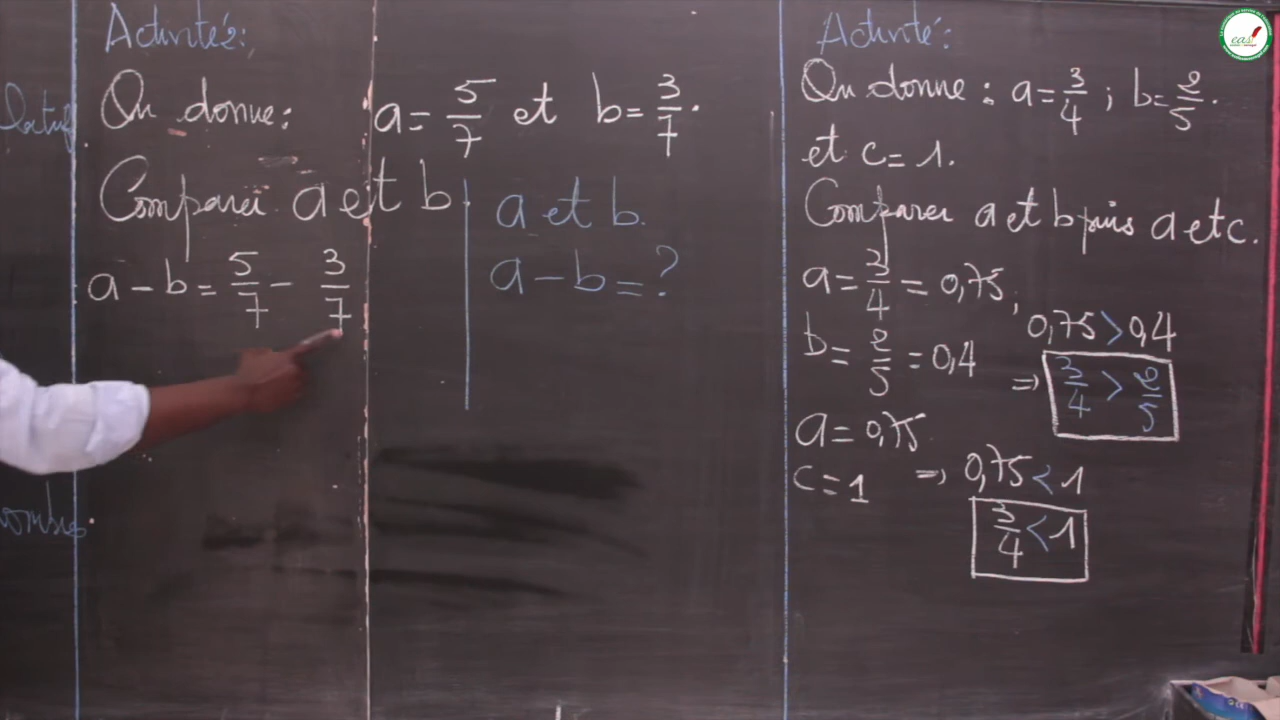 Activité2:
On donne: a = 5/7 et b = 3/7.
Comparer a et b
a - b = 5/7 - 3/7
a et b.
a - b = ?
Activité:
On donne: a = 3/4 ; b = 2/5.
et c = 1.
Comparer a et b puis a et c.
a = 3/4 = 0,75,
b = 2/5 = 0,4
0,75 > 0,4
⇒ 3/4 > 2/5
a = 0,75
c = 1 ⇒ 0,75 < 1
3/4 < 1
eas!